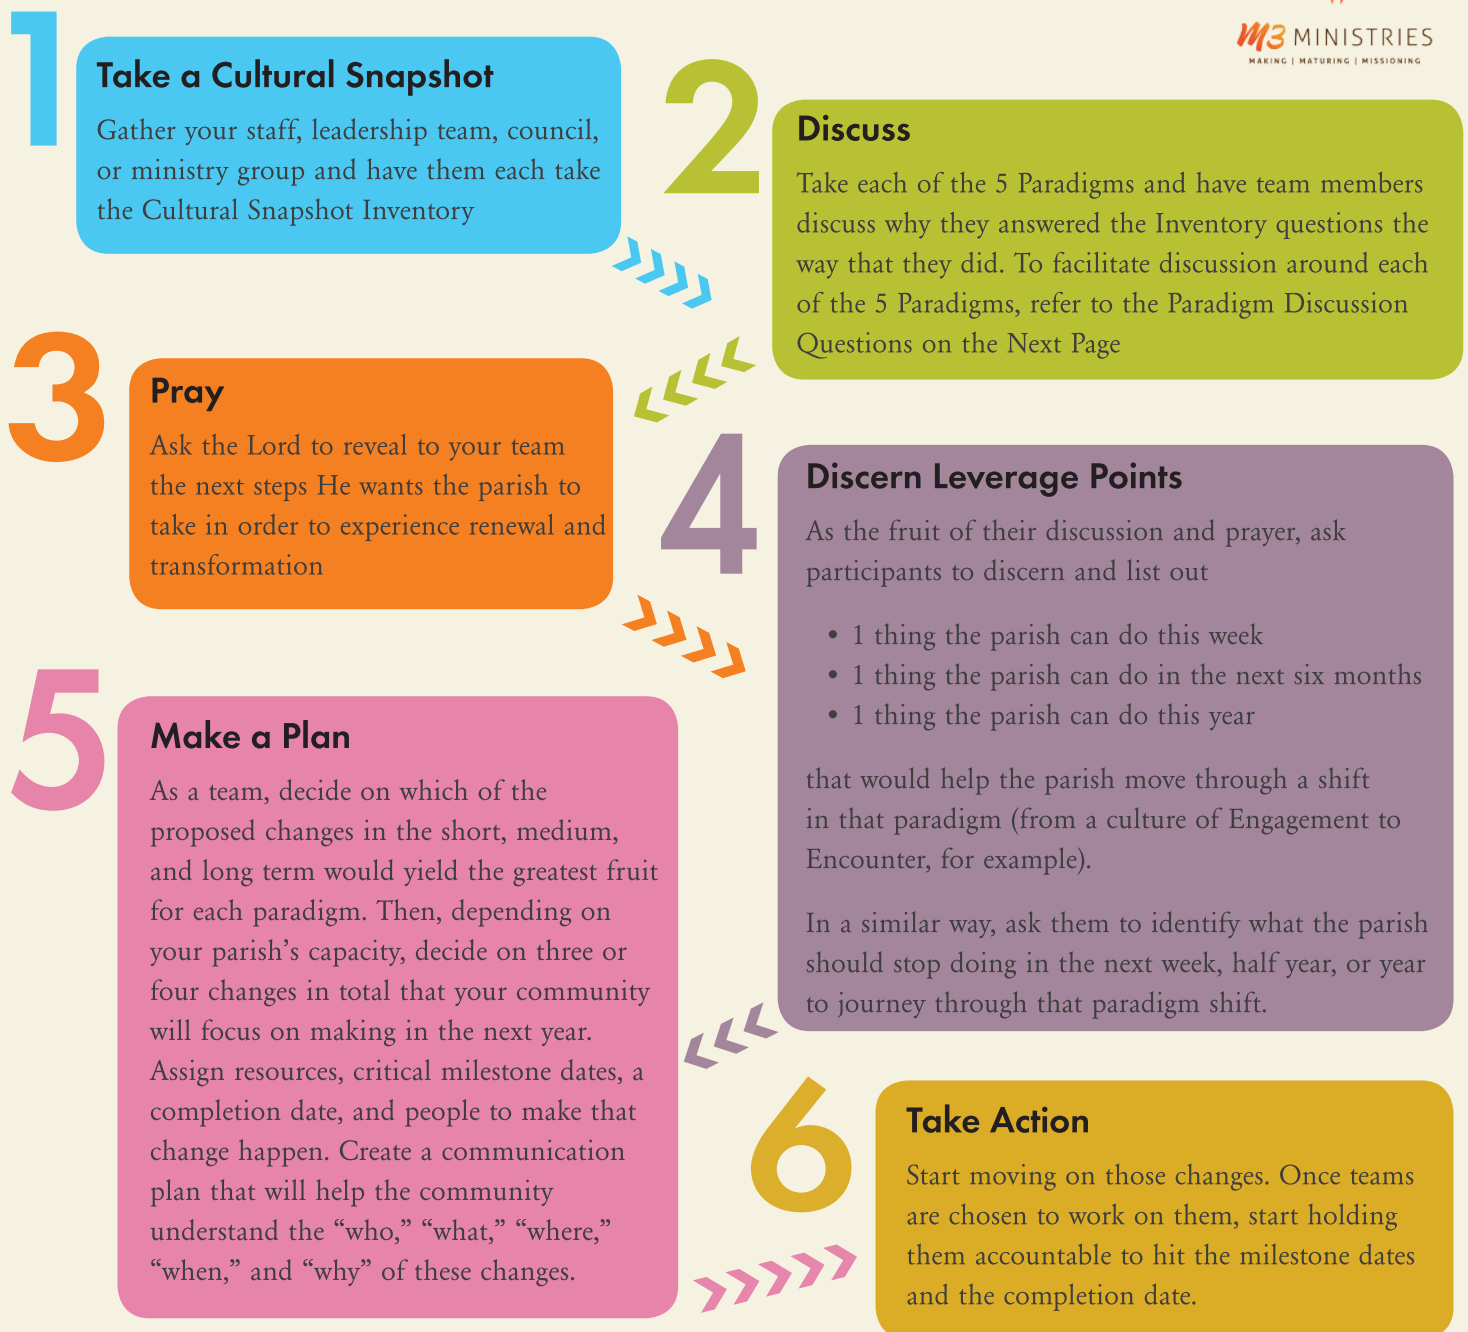 M3 MINISTRIES
MAKING | MATURING | MISSIONING
1
Take a Cultural Snapshot
Gather your staff, leadership team, council,
or ministry group and have them each take
the Cultural Snapshot Inventory
2
Discuss
Take each of the 5 Paradigms and have team members
discuss why they answered the Inventory questions the
way that they did. To facilitate discussion around each
of the 5 Paradigms, refer to the Paradigm Discussion
Questions on the Next Page
3
Pray
Ask the Lord to reveal to your team
the next steps He wants the parish to
take in order to experience renewal and
transformation
4
Discern Leverage Points
As the fruit of their discussion and prayer, ask
participants to discern and list out
• 1 thing the parish can do this week
• 1 thing the parish can do in the next six months
• 1 thing the parish can do this year
that would help the parish move through a shift
in that paradigm (from a culture of Engagement to
Encounter, for example).
In a similar way, ask them to identify what the parish
should stop doing in the next week, half year, or year
to journey through that paradigm shift.
5
Make a Plan
As a team, decide on which of the
proposed changes in the short, medium,
and long term would yield the greatest fruit
for each paradigm. Then, depending on
your parish’s capacity, decide on three or
four changes in total that your community
will focus on making in the next year.
Assign resources, critical milestone dates, a
completion date, and people to make that
change happen. Create a communication
plan that will help the community
understand the “who,” “what,” “where,”
“when,” and “why” of these changes.
6
Take Action
Start moving on those changes. Once teams
are chosen to work on them, start holding
them accountable to hit the milestone dates
and the completion date.